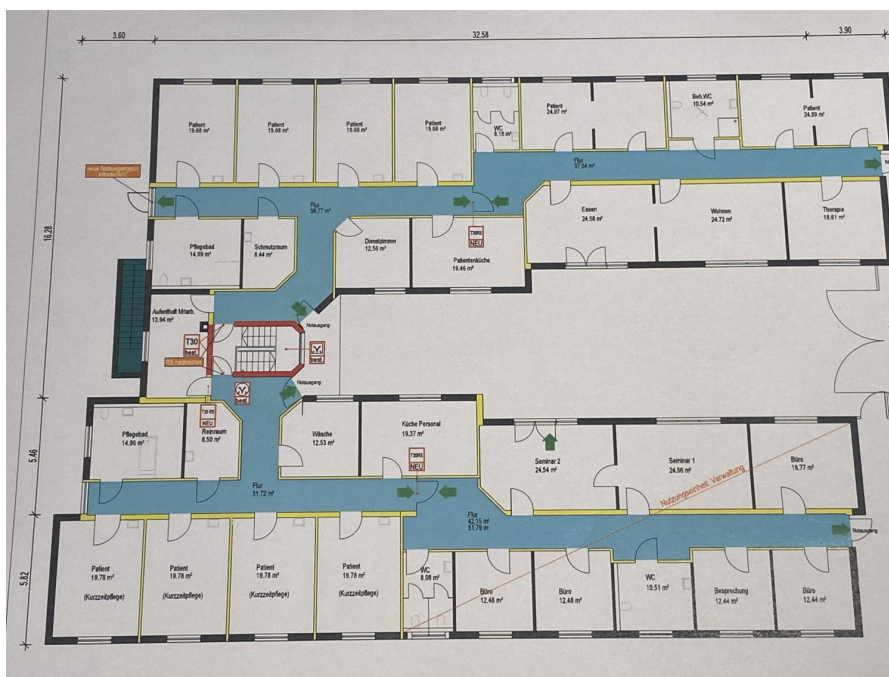 3.60
32.58
3.90
16.28
5.46
5.82
Patient
19.68 m²
Patient
19.68 m²
Patient
19.68 m²
Patient
19.88 m²
WC
8.18 m²
Patient
24,97 m²
Beh.WC
10.54 m²
Patient
24,99 m²
neue Notausgangstür
erforderlich!
Flur
38,77 m²
Flur
37,94 m²
Pflegebad
14.99 m²
Schmutzraum
8.44 m²
Dienstzimmer
12,56 m²
T30RS
NEU
Patientenküche
19.46 m²
Essen
24.58 m²
Wohnen
24.72 m²
Therapie
18,61 m²
Aufenthalt Mitarb.
13,94 m²
Notausgang
T30
best.
best.
best.
Notausgang
Pflegebad
14,96 m²
T30 RS
NEU
Reinraum
8,50 m²
Wäsche
12.53 m²
Küche Personal
19,37 m²
T30RS
NEU
Seminar 2
24,54 m²
Seminar 1
24,56 m²
Büro
18,77 m²
Nutzungseinheit: Verwaltung
Flur
31,72 m²
Flur
42,15 m²
51,79 m
Notausgang
Patient
19,78 m²
(Kurzzeitpflege)
Patient
19,78 m²
(Kurzzeitpflege)
Patient
19,78 m²
(Kurzzeitpflege)
Patient
19,78 m²
(Kurzzeitpflege)
WC
8,08 m²
Büro
12,48 m²
Büro
12,48 m²
WC
10,51 m²
Besprechung
12,44 m²
Büro
12,44 m²